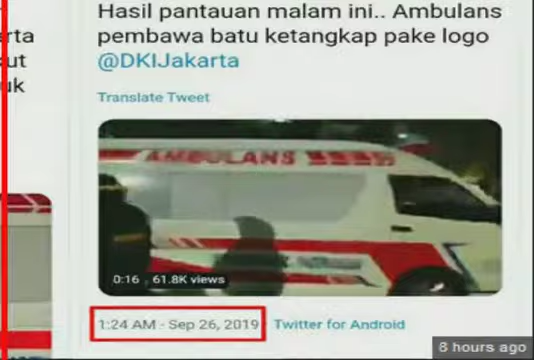 Hasil pantauan malam ini.. Ambulans
pembawa batu ketangkap pake logo
@DKIJakarta
Translate Tweet
AMBULANS
0:16 61.8K views
1:24 AM · Sep 26, 2019 Twitter for Android
8 hours ago
rta
ut
uk